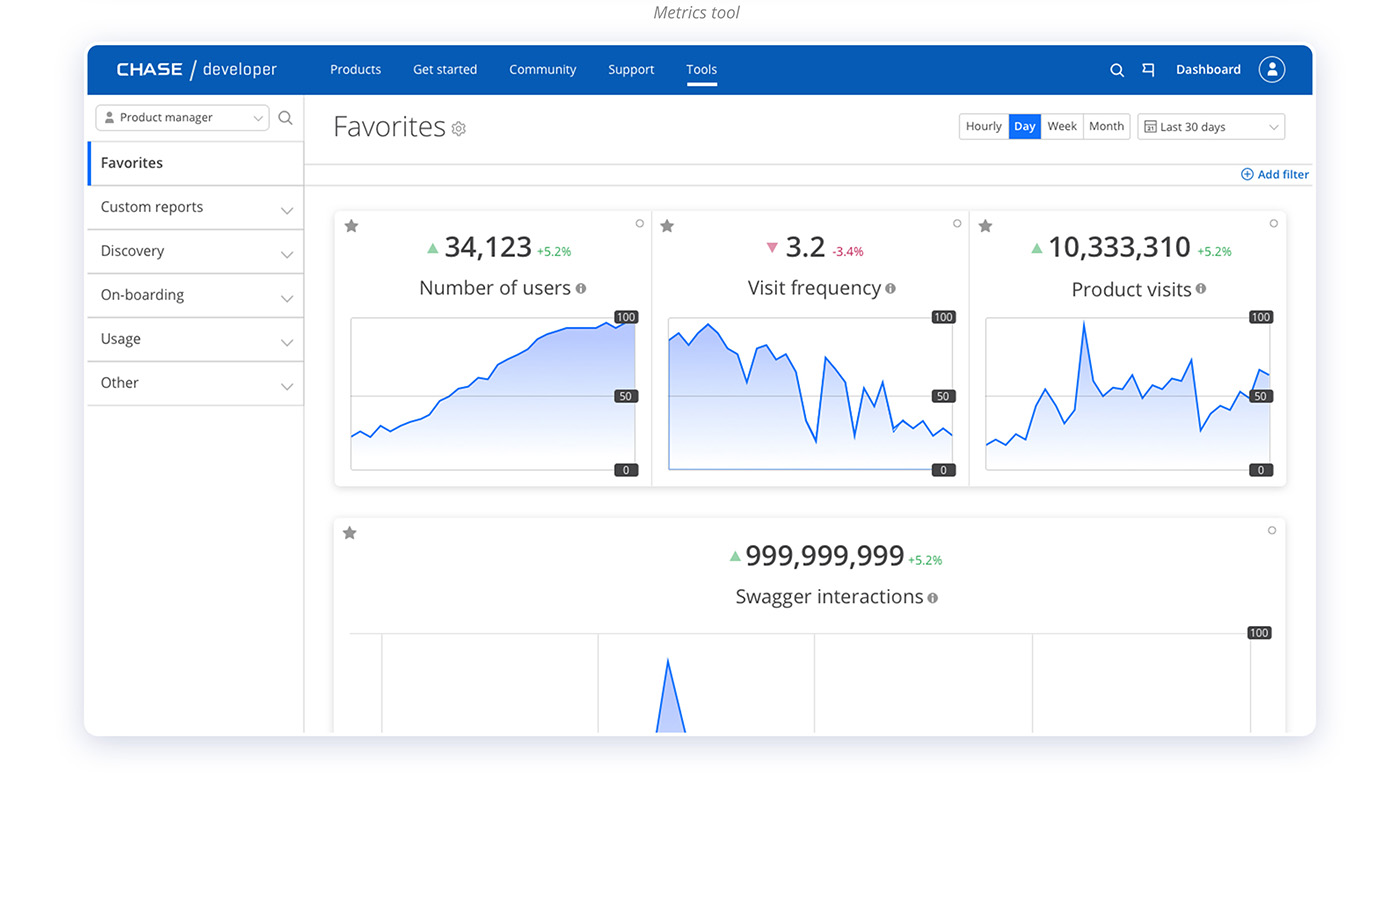 Metrics tool
CHASE / developer Products Get started Community Support Tools Dashboard
Product manager
Favorites
Custom reports
Discovery
On-boarding
Usage
Other
Favorites
Hourly Day Week Month Last 30 days
Add filter
34,123 +5.2%
Number of users
100
50
0
3.2 -3.4%
Visit frequency
100
50
0
10,333,310 +5.2%
Product visits
100
50
0
999,999,999 +5.2%
Swagger interactions
100